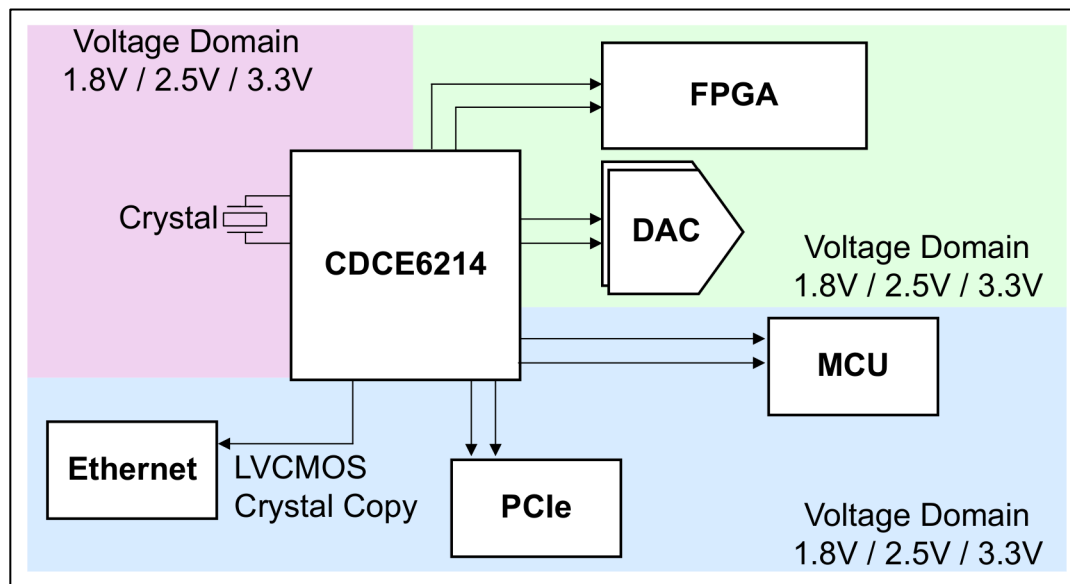 Voltage Domain
1.8V / 2.5V / 3.3V
FPGA
Crystal
DAC
CDCE6214
Voltage Domain
1.8V / 2.5V / 3.3V
MCU
Ethernet
LVCMOS
Crystal Copy
PCIe
Voltage Domain
1.8V / 2.5V / 3.3V